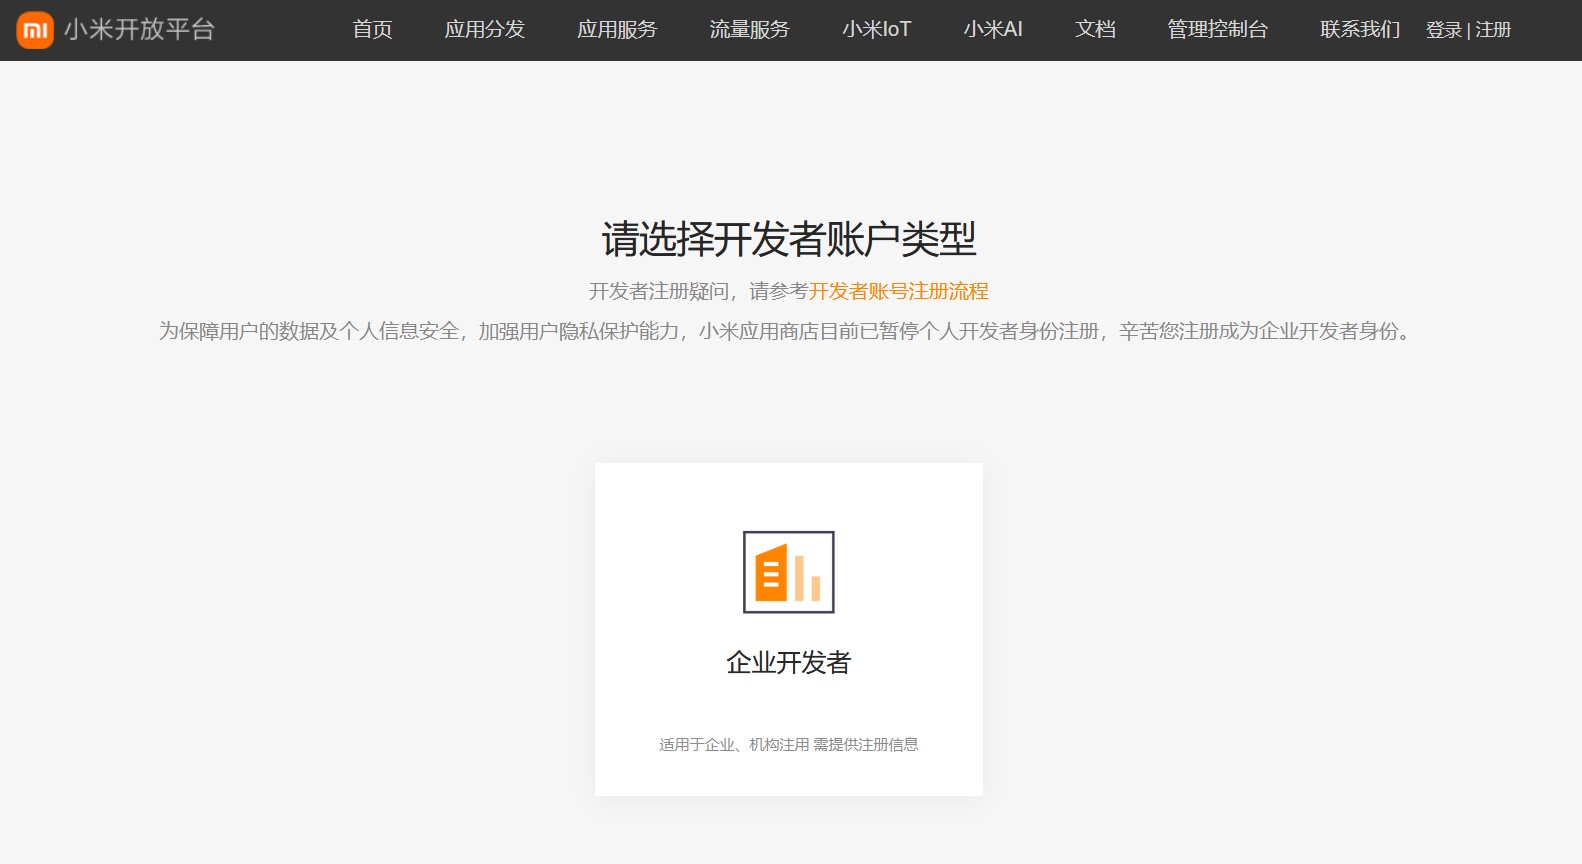 小米开放平台 首页 应用分发 应用服务 流量服务 小米IoT 小米AI 文档 管理控制台 联系我们 登录 | 注册
请选择开发者账户类型
开发者注册疑问，请参考开发者账号注册流程
为保障用户的数据及个人信息安全，加强用户隐私保护能力，小米应用商店目前已暂停个人开发者身份注册，辛苦您注册成为企业开发者身份。
企业开发者
适用于企业、机构注用 需提供注册信息